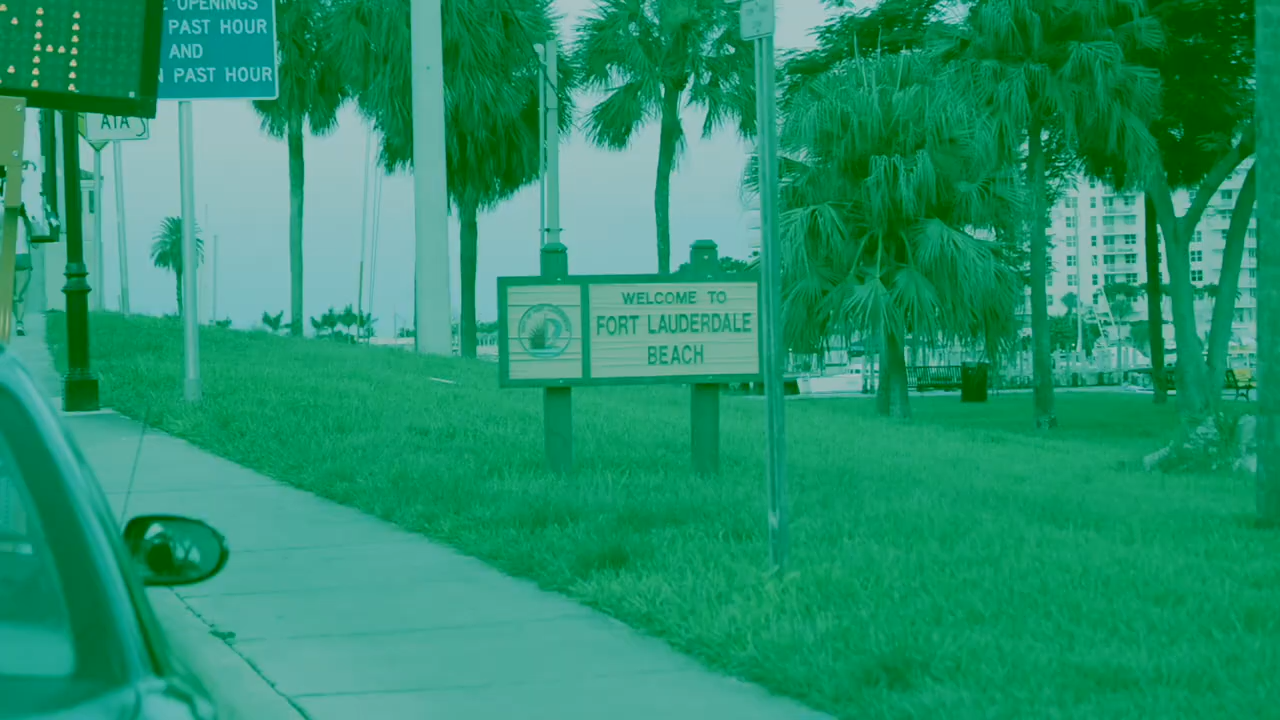 OPENINGS
PAST HOUR
AND
PAST HOUR
A1A
WELCOME TO
FORT LAUDERDALE
BEACH